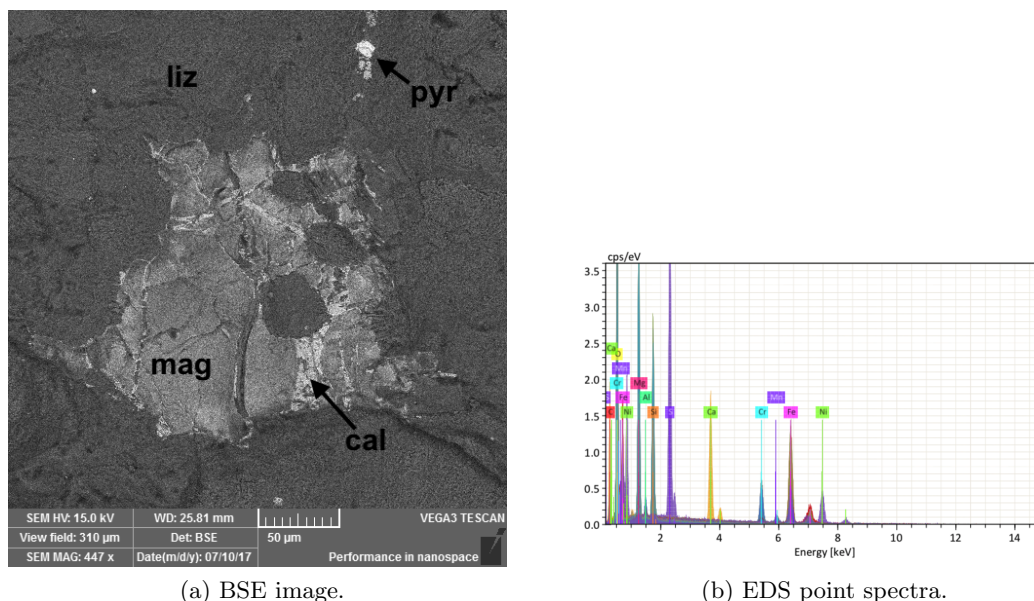 liz
pyr
mag
cal
SEM HV: 15.0 kV
WD: 25.81 mm
VEGA3 TESCAN
View field: 310 µm
Det: BSE
50 µm
SEM MAG: 447 x
Date(m/d/y): 07/10/17
Performance in nanospace
(a) BSE image.
cps/eV
3.5
3.0
2.5
2.0
1.5
1.0
0.5
0.0
Ca
O
Mn
Cr
Mg
Fe
Al
C
Ni
Si
S
Ca
Cr
Mn
Fe
Ni
2 4 6 8 10 12 14
Energy [keV]
(b) EDS point spectra.